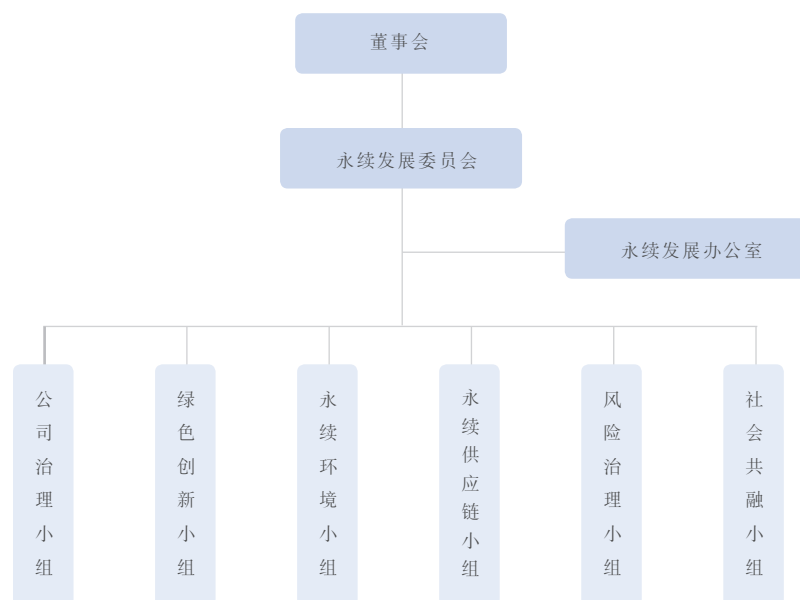 董事会
永续发展委员会
永续发展办公室
公司治理小组
绿色创新小组
永续环境小组
永续供应链小组
风险治理小组
社会共融小组